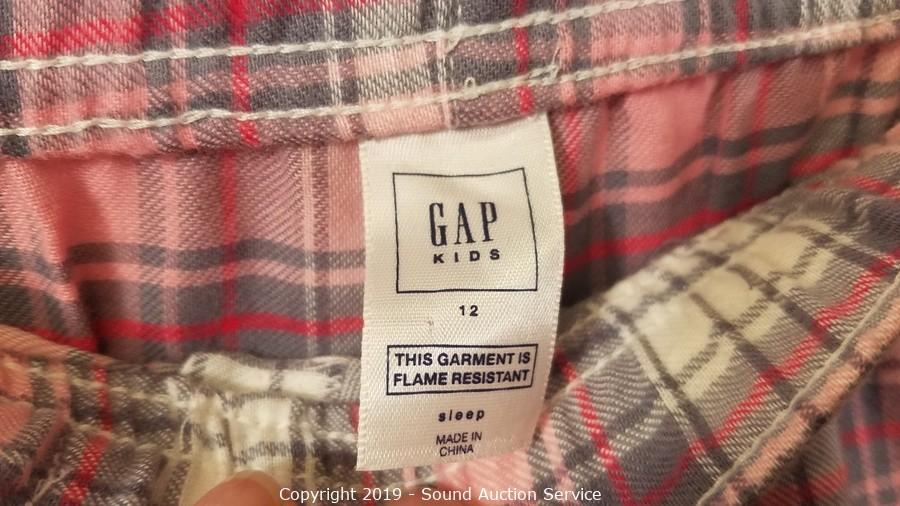 GAP
KIDS
12
THIS GARMENT IS
FLAME RESISTANT
sleep
MADE IN
CHINA
Copyright 2019 - Sound Auction Service